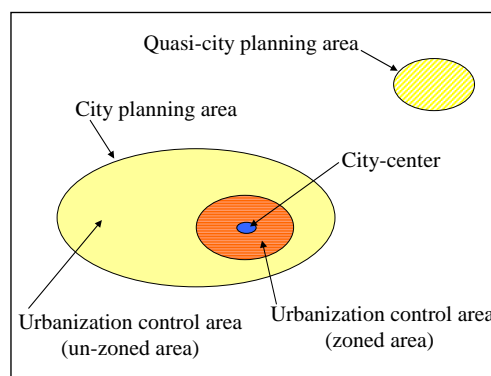 Quasi-city planning area
City planning area
City-center
Urbanization control area
(un-zoned area)
Urbanization control area
(zoned area)